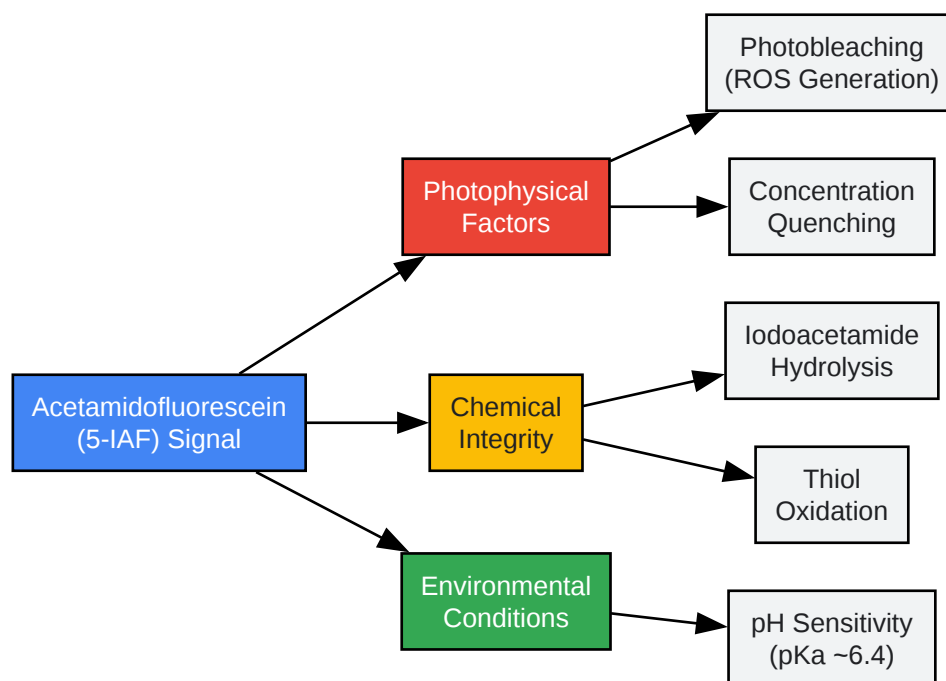 Photobleaching
(ROS Generation)
Photophysical
Factors
Concentration
Quenching
Iodoacetamide
Hydrolysis
Acetamidofluorescein
(5-IAF) Signal
Chemical
Integrity
Thiol
Oxidation
Environmental
Conditions
pH Sensitivity
(pKa ~6.4)